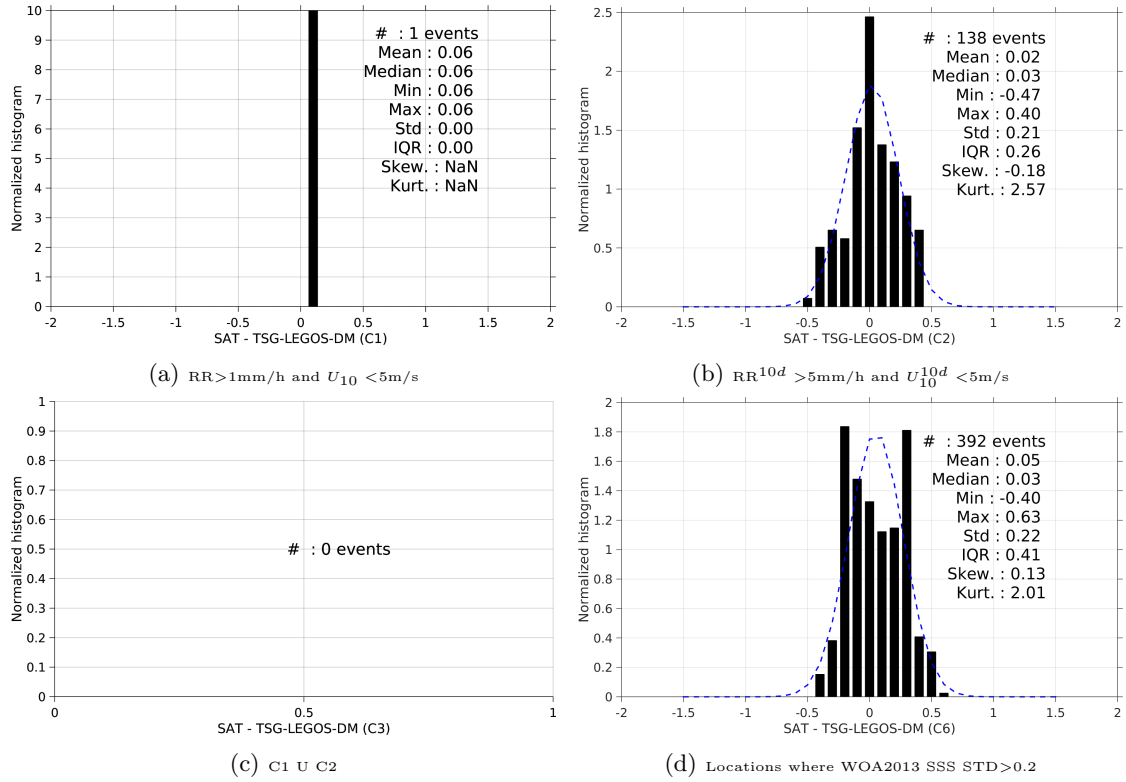 10
9
8
7
6
5
4
3
2
1
0
Normalized histogram
-2
-1.5
-1
-0.5
0
0.5
1
1.5
2
SAT - TSG-LEGOS-DM (C1)
# : 1 events
Mean : 0.06
Median : 0.06
Min : 0.06
Max : 0.06
Std : 0.00
IQR : 0.00
Skew. : NaN
Kurt. : NaN
(a) RR>1mm/h and U10 <5m/s
2.5
2
1.5
1
0.5
0
Normalized histogram
-2
-1.5
-1
-0.5
0
0.5
1
1.5
2
SAT - TSG-LEGOS-DM (C2)
# : 138 events
Mean : 0.02
Median : 0.03
Min : -0.47
Max : 0.40
Std : 0.21
IQR : 0.26
Skew. : -0.18
Kurt. : 2.57
(b) RR10d >5mm/h and U10d10 <5m/s
1
0.9
0.8
0.7
0.6
0.5
0.4
0.3
0.2
0.1
0
Normalized histogram
0
0.5
1
SAT - TSG-LEGOS-DM (C3)
# : 0 events
(c) C1 U C2
2
1.8
1.6
1.4
1.2
1
0.8
0.6
0.4
0.2
0
Normalized histogram
-2
-1.5
-1
-0.5
0
0.5
1
1.5
2
SAT - TSG-LEGOS-DM (C6)
# : 392 events
Mean : 0.05
Median : 0.03
Min : -0.40
Max : 0.63
Std : 0.22
IQR : 0.41
Skew. : 0.13
Kurt. : 2.01
(d) Locations where WOA2013 SSS STD>0.2